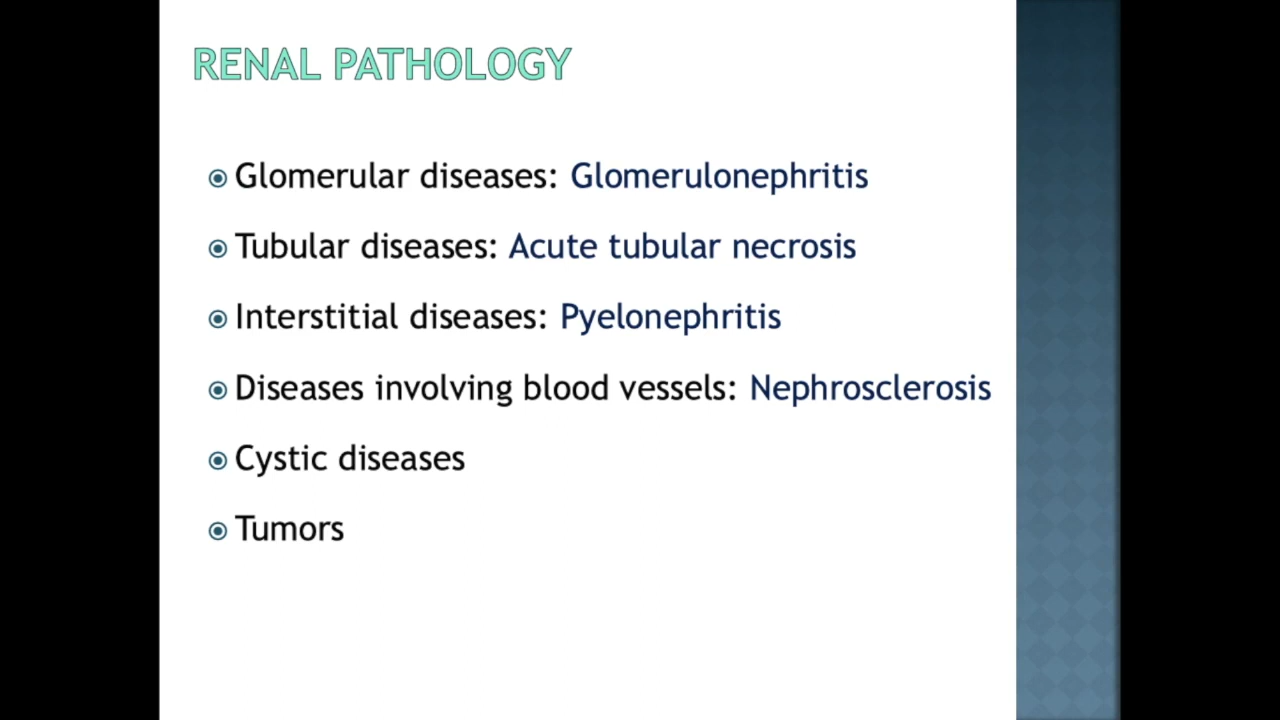 RENAL PATHOLOGY
Glomerular diseases: Glomerulonephritis
Tubular diseases: Acute tubular necrosis
Interstitial diseases: Pyelonephritis
Diseases involving blood vessels: Nephrosclerosis
Cystic diseases
Tumors